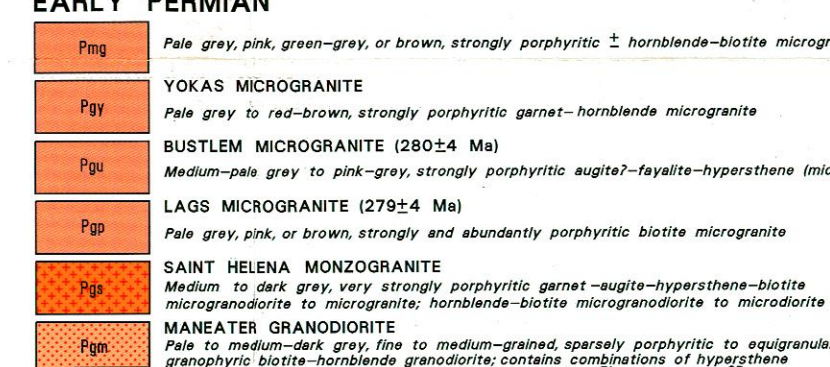 EARLY PERMIAN
Pmg
Pale grey, pink, green-grey, or brown, strongly porphyritic ± hornblende-biotite
Pgy
YOKAS MICROGRANITE
Pale grey to red-brown, strongly porphyritic garnet-hornblende microgranite
Pgu
BUSTLEM MICROGRANITE (280±4 Ma)
Medium-pale grey to pink-grey, strongly porphyritic augite?-fayalite-hypersthene
Pgp
LAGS MICROGRANITE (279±4 Ma)
Pale grey, pink, or brown, strongly and abundantly porphyritic biotite microgranite
Pgs
SAINT HELENA MONZOGRANITE
Medium to dark grey, very strongly porphyritic garnet-augite-hypersthene-biotite
microgranodiorite to microgranite; hornblende-biotite microgranodiorite to microdiorite
Pgm
MANEATER GRANODIORITE
Pale to medium-dark grey, fine to medium-grained, sparsely porphyritic to
granophyric biotite-hornblende granodiorite; contains combinations of hypersthene